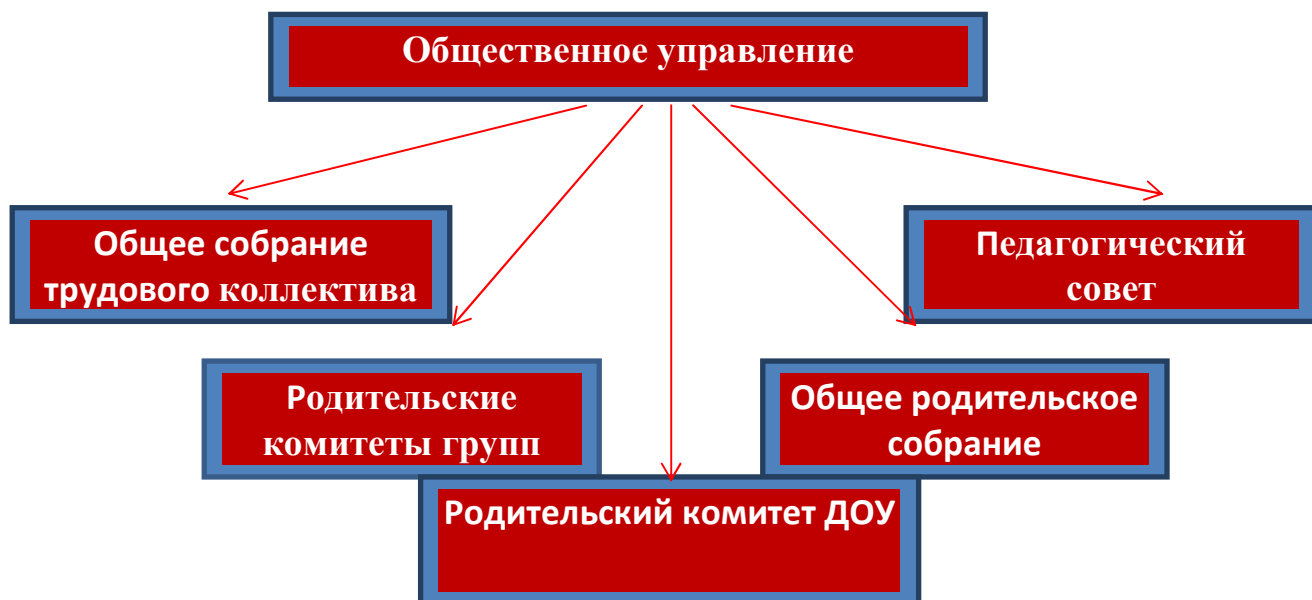 Общественное управление
Общее собрание
трудового коллектива
Педагогический
совет
Родительские
комитеты групп
Общее родительское
собрание
Родительский комитет ДОУ